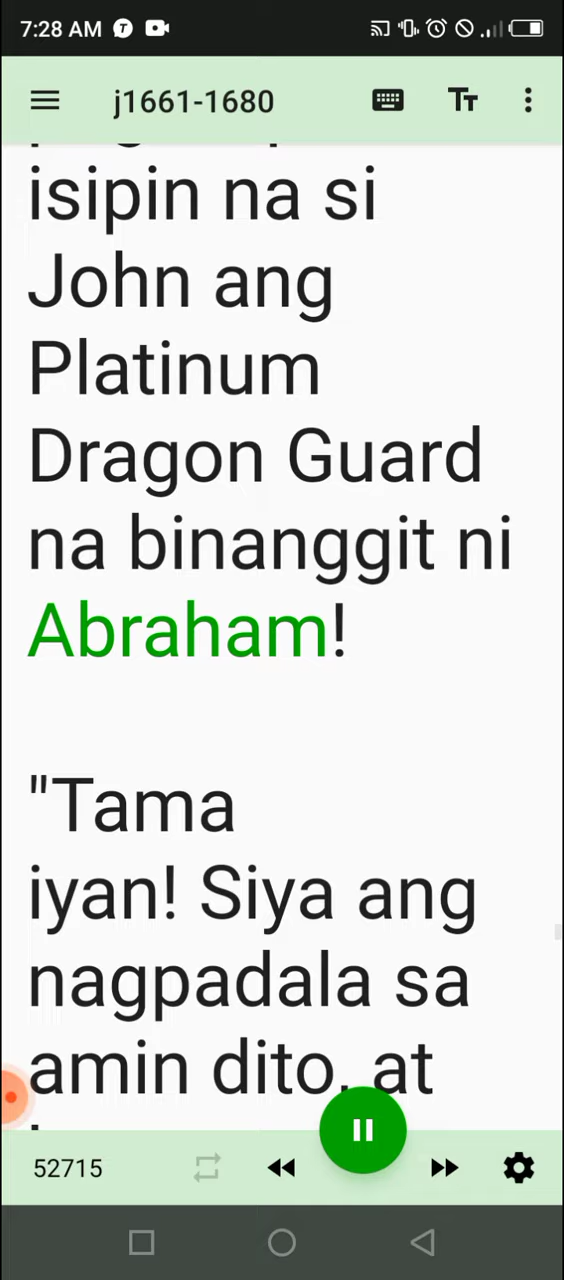 7:28 AM
j1661-1680
isipin na si
John ang
Platinum
Dragon Guard
na binanggit ni
Abraham!
"Tama
iyan! Siya ang
nagpadala sa
amin dito, at
52715